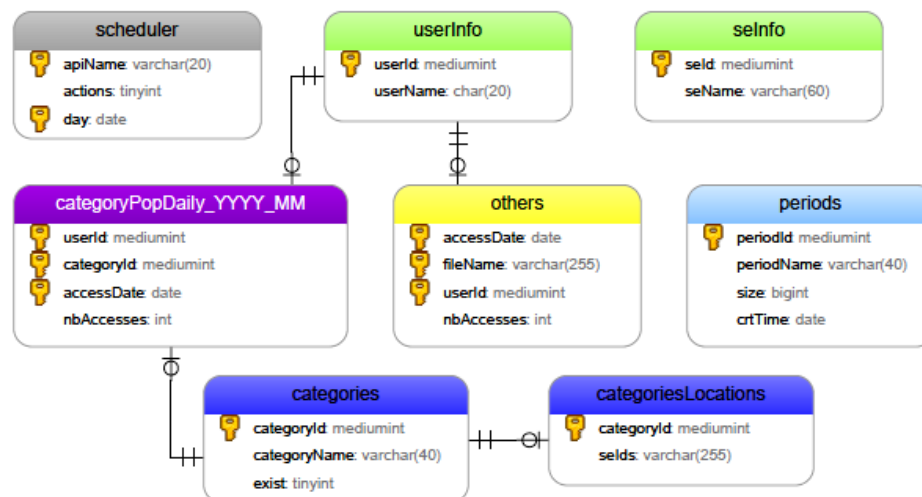 scheduler
apiName: varchar(20)
actions: tinyint
day: date
userInfo
userId: mediumint
userName: char(20)
seInfo
seId: mediumint
seName: varchar(60)
categoryPopDaily_YYYY_MM
userId: mediumint
categoryId: mediumint
accessDate: date
nbAccesses: int
others
accessDate: date
fileName: varchar(255)
userId: mediumint
nbAccesses: int
periods
periodId: mediumint
periodName: varchar(40)
size: bigint
crtTime: date
categories
categoryId: mediumint
categoryName: varchar(40)
exist: tinyint
categoriesLocations
categoryId: mediumint
seIds: varchar(255)